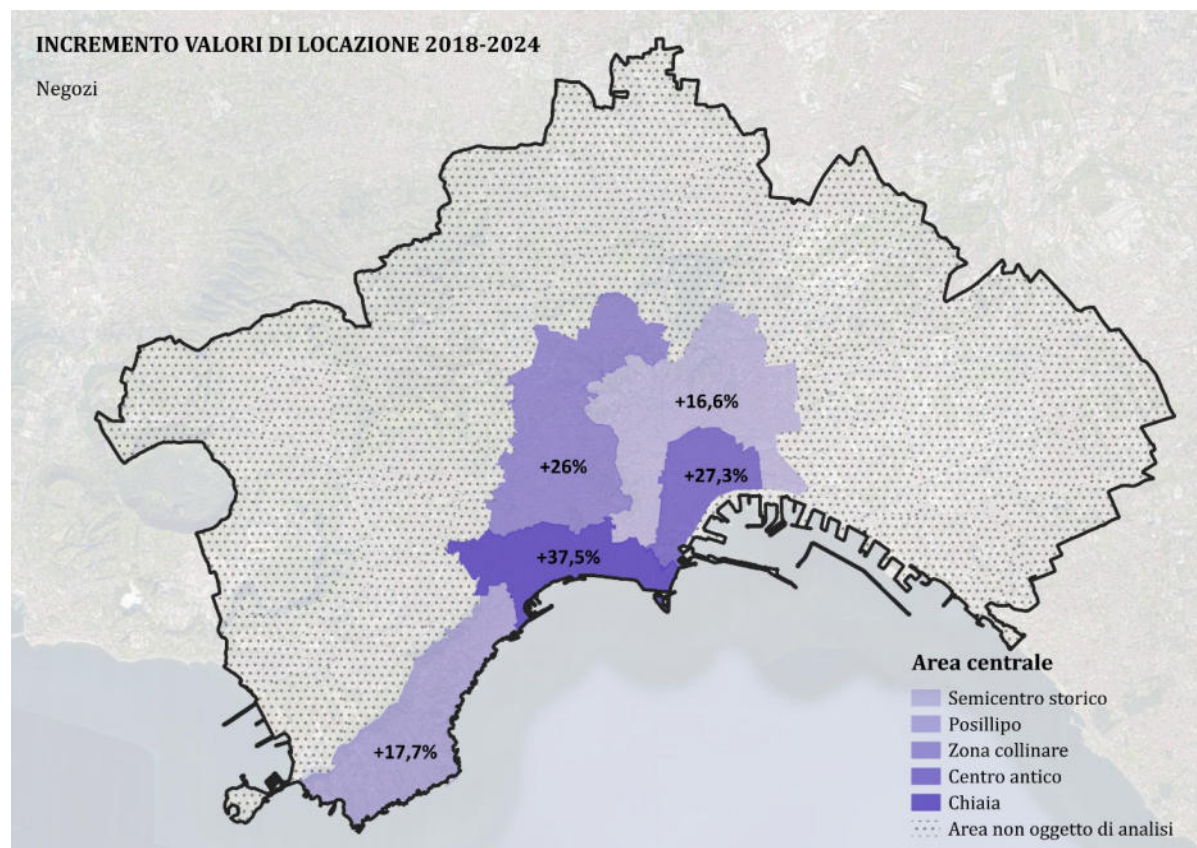 INCREMENTO VALORI DI LOCAZIONE 2018-2024
Negozi
+16,6%
+26%
+27,3%
+37,5%
+17,7%
Area centrale
Semicentro storico
Posillipo
Zona collinare
Centro antico
Chiaia
Area non oggetto di analisi